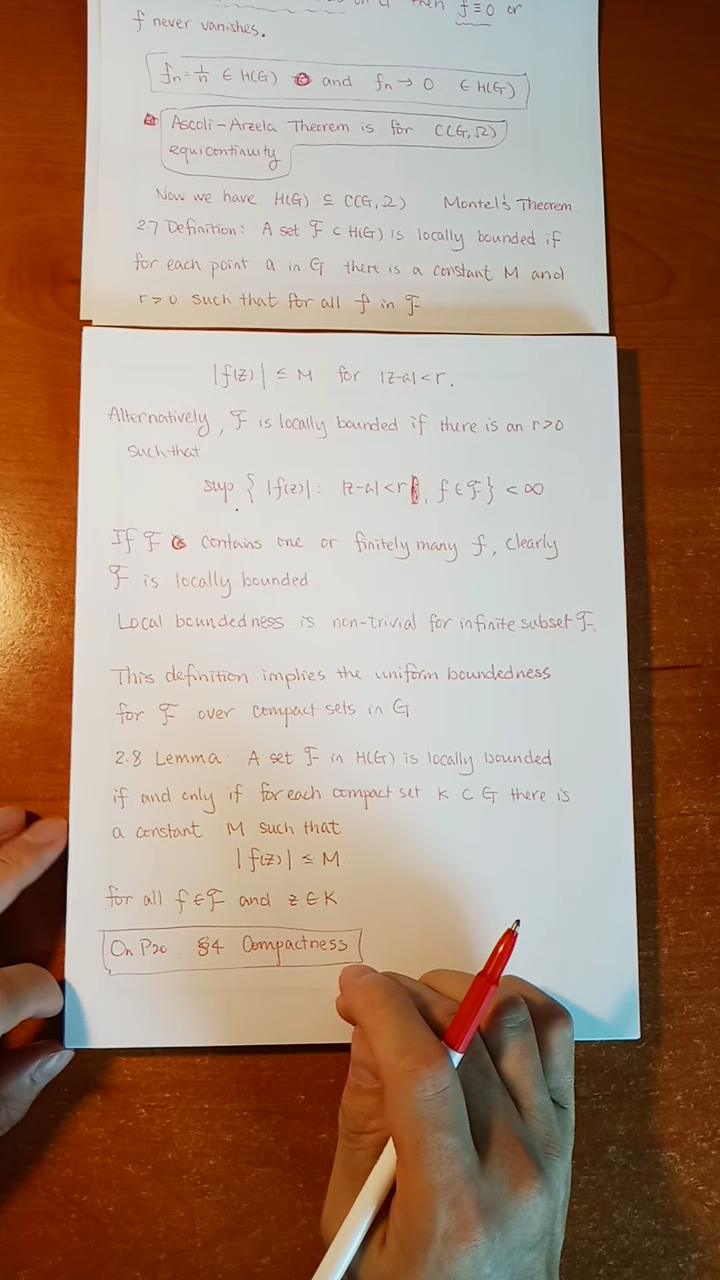 then f≡0 or
f never vanishes.
fn = 1/n ∈ H(G) and fn → 0 ∈ H(G)
Ascoli-Arzela Theorem is for C(G, Ω)
equicontinuity
Now we have H(G) ⊆ C(G, Ω) Montel's Theorem
2.7 Definition: A set F ⊂ H(G) is locally bounded if
for each point a in G there is a constant M and
r>0 such that for all f in F
|f(z)| ≤ M for |z-a|<r.
Alternatively, F is locally bounded if there is an r>0
such that
sup { |f(z)| : |z-a|<r, f∈F } < ∞
If F contains one or finitely many f, clearly
F is locally bounded.
Local boundedness is non-trivial for infinite subset F.
This definition implies the uniform boundedness
for F over compact sets in G
2.8 Lemma. A set F in H(G) is locally bounded
if and only if for each compact set K ⊂ G there is
a constant M such that
|f(z)| ≤ M
for all f∈F and z∈K
On P20 §4 Compactness